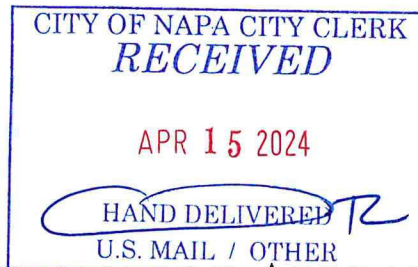 CITY OF NAPA CITY CLERK
RECEIVED
APR 15 2024
HAND DELIVERED
U.S. MAIL / OTHER